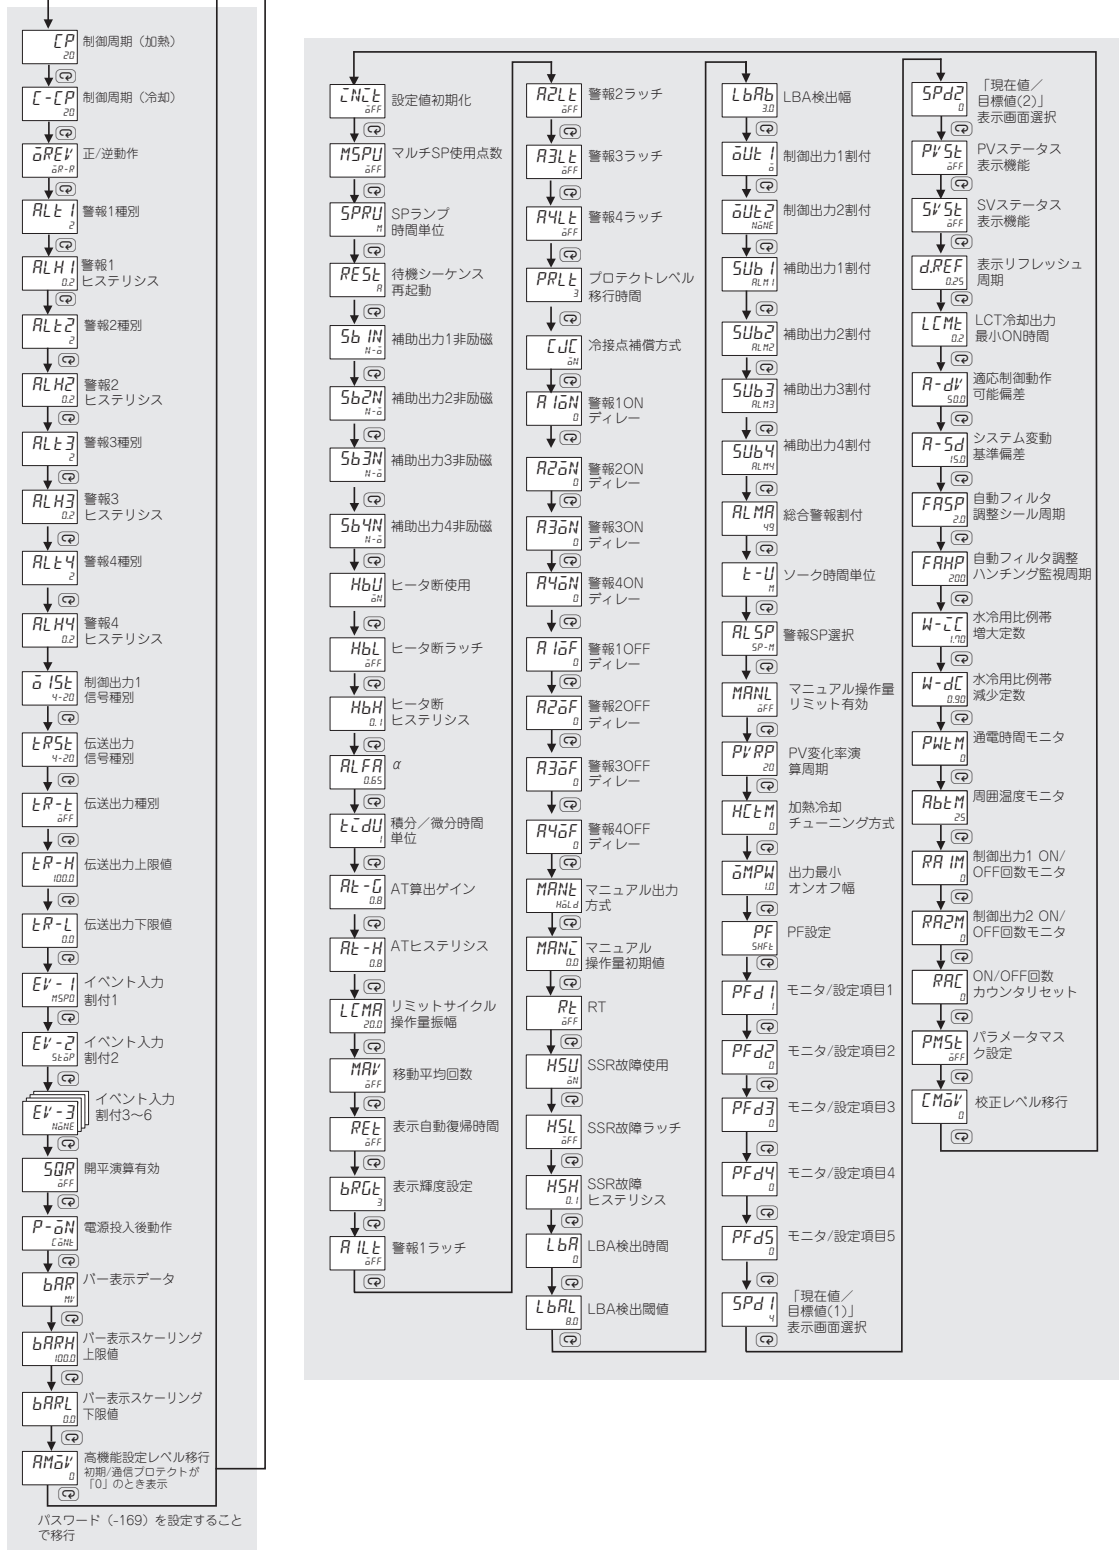 CP
20
制御周期（加熱）
C-CP
20
制御周期（冷却）
oREV
oR-R
正/逆動作
ALt1
2
警報1種別
ALH1
0.2
警報1
ヒステリシス
ALt2
2
警報2種別
ALH2
0.2
警報2
ヒステリシス
ALt3
2
警報3種別
ALH3
0.2
警報3
ヒステリシス
ALt4
2
警報4種別
ALH4
0.2
警報4
ヒステリシス
o1St
4-20
制御出力1
信号種別
tRSt
4-20
伝送出力
信号種別
tR-t
oFF
伝送出力種別
tR-H
100.0
伝送出力上限値
tR-L
0.0
伝送出力下限値
EV-1
MSP0
イベント入力
割付1
EV-2
StoP
イベント入力
割付2
EV-3
NoNE
イベント入力
割付3～6
SQR
oFF
開平演算有効
P-oN
CoNt
電源投入後動作
bAR
MV
バー表示データ
bARH
100.0
バー表示スケーリング
上限値
bARL
0.0
バー表示スケーリング
下限値
AMoV
0
高機能設定レベル移行
初期/通信プロテクトが
「0」のとき表示
パスワード（-169）を設定すること
で移行
INIt
oFF
設定値初期化
MSPU
oFF
マルチSP使用点数
SPRU
M
SPランプ
時間単位
RESt
A
待機シーケンス
再起動
Sb1N
N-o
補助出力1非励磁
Sb2N
N-o
補助出力2非励磁
Sb3N
N-o
補助出力3非励磁
Sb4N
N-o
補助出力4非励磁
HbU
oN
ヒータ断使用
HbL
oFF
ヒータ断ラッチ
HbH
0.1
ヒータ断
ヒステリシス
ALFA
0.65
α
tIdU
1
積分／微分時間
単位
At-G
0.8
AT算出ゲイン
At-H
0.8
ATヒステリシス
LCMA
20.0
リミットサイクル
操作量振幅
MAV
oFF
移動平均回数
REt
oFF
表示自動復帰時間
bRGt
3
表示輝度設定
A1Lt
oFF
警報1ラッチ
A2Lt
oFF
警報2ラッチ
A3Lt
oFF
警報3ラッチ
A4Lt
oFF
警報4ラッチ
PRLt
3
プロテクトレベル
移行時間
CJC
oN
冷接点補償方式
A1oN
0
警報1ON
ディレー
A2oN
0
警報2ON
ディレー
A3oN
0
警報3ON
ディレー
A4oN
0
警報4ON
ディレー
A1oF
0
警報1OFF
ディレー
A2oF
0
警報2OFF
ディレー
A3oF
0
警報3OFF
ディレー
A4oF
0
警報4OFF
ディレー
MANt
HoLd
マニュアル出力
方式
MANI
0.0
マニュアル
操作量初期値
Rt
oFF
RT
HSU
oN
SSR故障使用
HSL
oFF
SSR故障ラッチ
HSH
0.1
SSR故障
ヒステリシス
LbA
0
LBA検出時間
LbAL
8.0
LBA検出閾値
LbAb
3.0
LBA検出幅
oUt1
o
制御出力1割付
oUt2
NoNE
制御出力2割付
SUb1
ALM1
補助出力1割付
SUb2
ALM2
補助出力2割付
SUb3
ALM3
補助出力3割付
SUb4
ALM4
補助出力4割付
ALMA
49
総合警報割付
t-U
M
ソーク時間単位
ALSP
SP-M
警報SP選択
MANL
oFF
マニュアル操作量
リミット有効
PVRP
20
PV変化率演
算周期
HCtM
0
加熱冷却
チューニング方式
oMPW
1.0
出力最小
オンオフ幅
PF
SHFt
PF設定
PFd1
1
モニタ/設定項目1
PFd2
0
モニタ/設定項目2
PFd3
0
モニタ/設定項目3
PFd4
0
モニタ/設定項目4
PFd5
0
モニタ/設定項目5
SPd1
4
「現在値／
目標値(1)」
表示画面選択
SPd2
0
「現在値／
目標値(2)」
表示画面選択
PVSt
oFF
PVステータス
表示機能
SVSt
oFF
SVステータス
表示機能
d.REF
0.25
表示リフレッシュ
周期
LCMt
0.2
LCT冷却出力
最小ON時間
A-dV
50.0
適応制御動作
可能偏差
A-Sd
15.0
システム変動
基準偏差
FASP
2.0
自動フィルタ
調整シール周期
FAHP
200
自動フィルタ調整
ハンチング監視周期
W-IC
1.70
水冷用比例帯
増大定数
W-dC
0.90
水冷用比例帯
減少定数
PWtM
0
通電時間モニタ
AbtM
25
周囲温度モニタ
RA1M
0
制御出力1 ON/
OFF回数モニタ
RA2M
0
制御出力2 ON/
OFF回数モニタ
RAC
0
ON/OFF回数
カウンタリセット
PMSt
oFF
パラメータマス
ク設定
CMoV
0
校正レベル移行